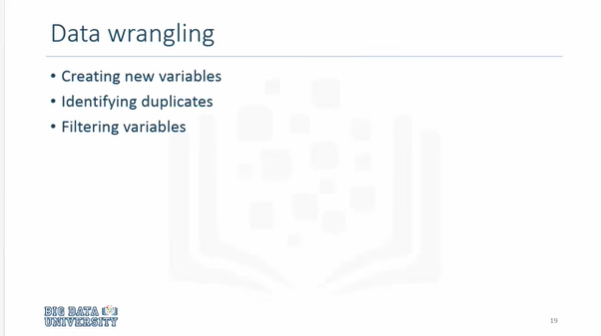 Data wrangling
• Creating new variables
• Identifying duplicates
• Filtering variables
BIG DATA
UNIVERSITY
19